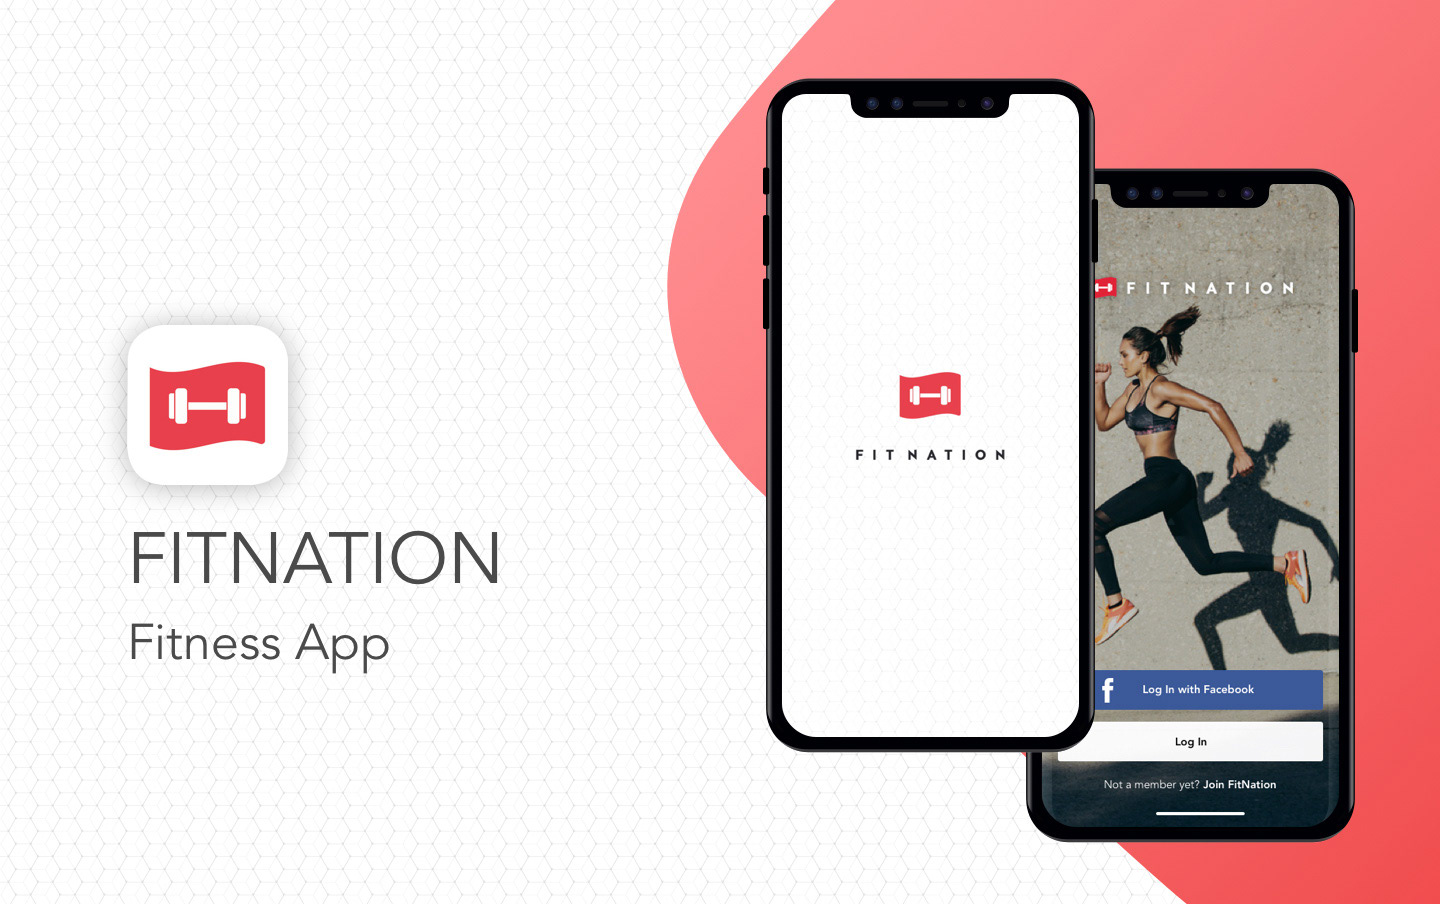 FITNATION
Fitness App
FIT NATION
FIT NATION
f Log In with Facebook
Log In
Not a member yet? Join FitNation